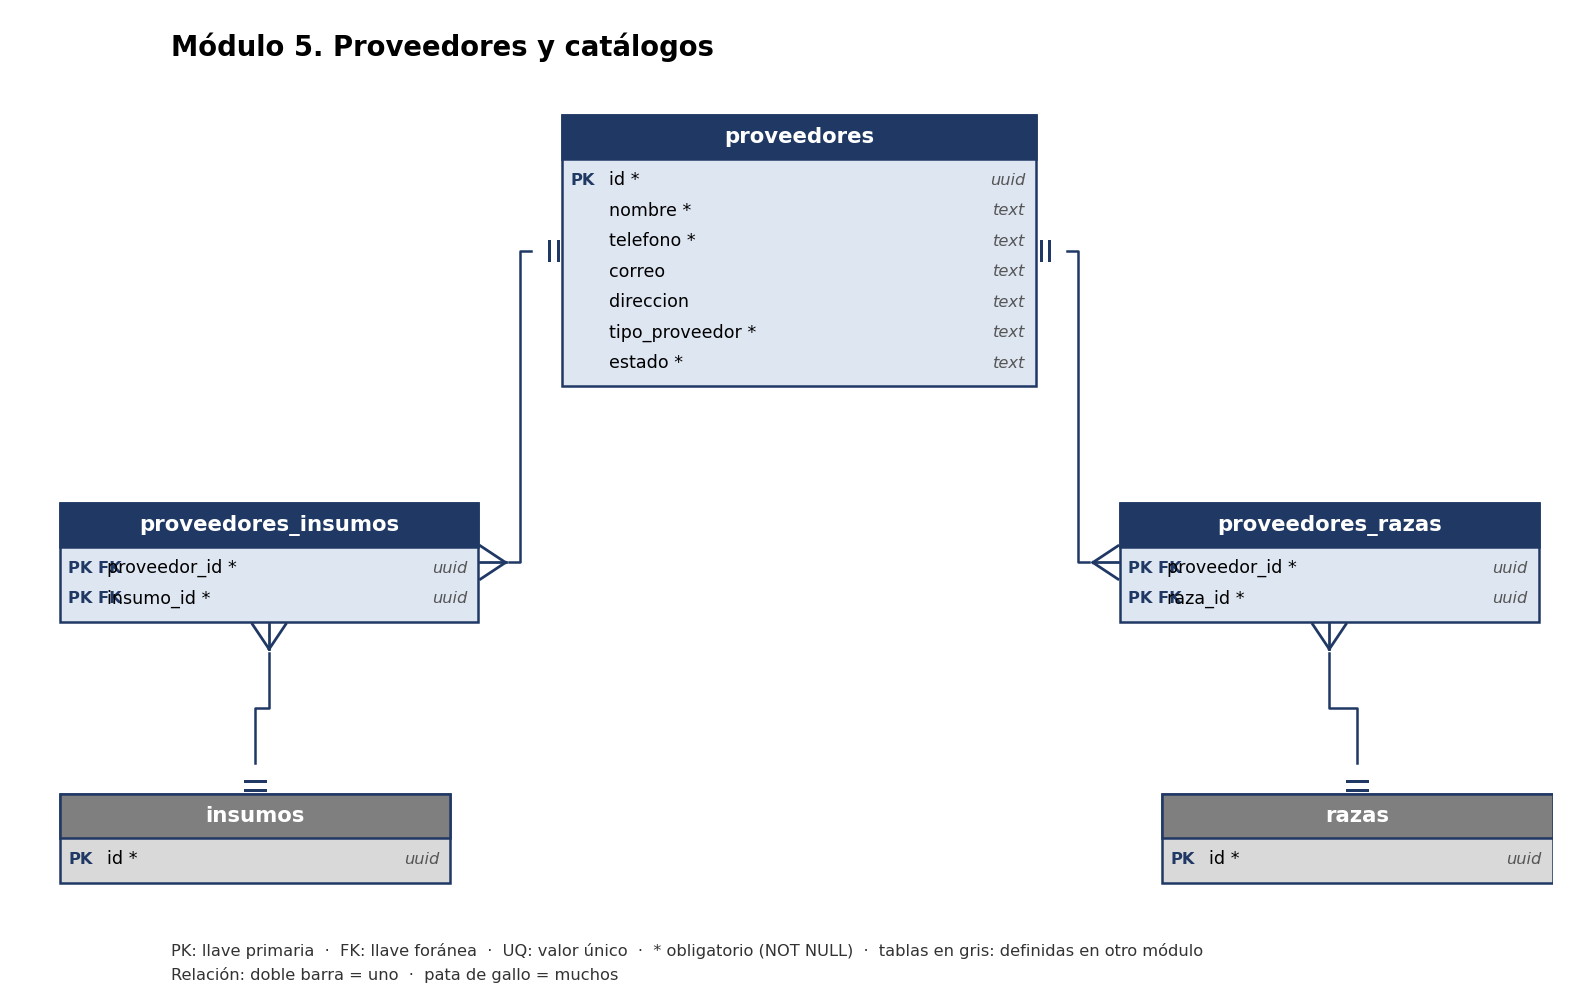 Módulo 5. Proveedores y catálogos
proveedores
PK id * uuid
nombre * text
telefono * text
correo text
direccion text
tipo_proveedor * text
estado * text
proveedores_insumos
PK FK proveedor_id * uuid
PK FK insumo_id * uuid
proveedores_razas
PK FK proveedor_id * uuid
PK FK raza_id * uuid
insumos
PK id * uuid
razas
PK id * uuid
PK: llave primaria · FK: llave foránea · UQ: valor único · * obligatorio (NOT NULL) · tablas en gris: definidas en otro módulo
Relación: doble barra = uno · pata de gallo = muchos